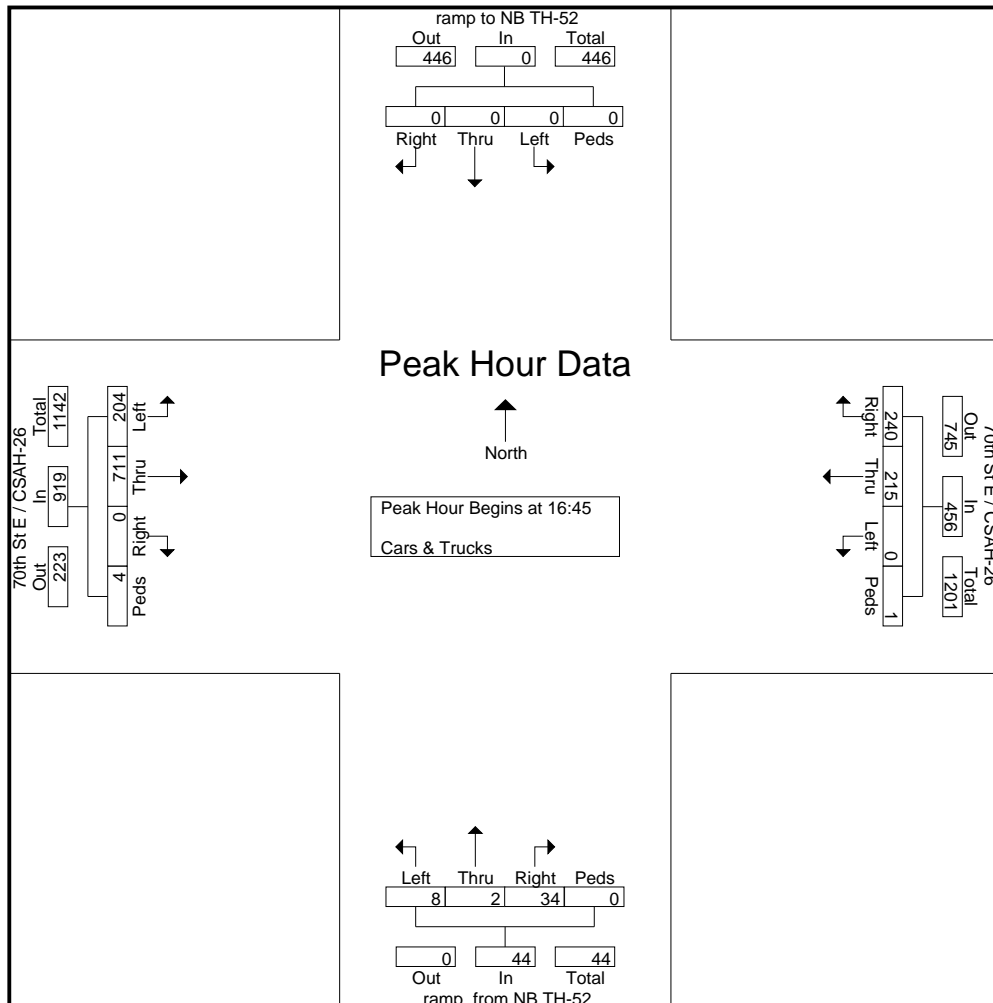 ramp to NB TH-52
Out In Total
446 0 446
0 0 0 0
Right Thru Left Peds
Peak Hour Data
North
Peak Hour Begins at 16:45
Cars & Trucks
70th St E / CSAH-26
Out In Total
223 919 1142
204 711 0 4
Left Thru Right Peds
70th St E / CSAH-26
Out In Total
745 456 1201
240 215 0 1
Right Thru Left Peds
Left Thru Right Peds
8 2 34 0
0 44 44
Out In Total
ramp from NB TH-52